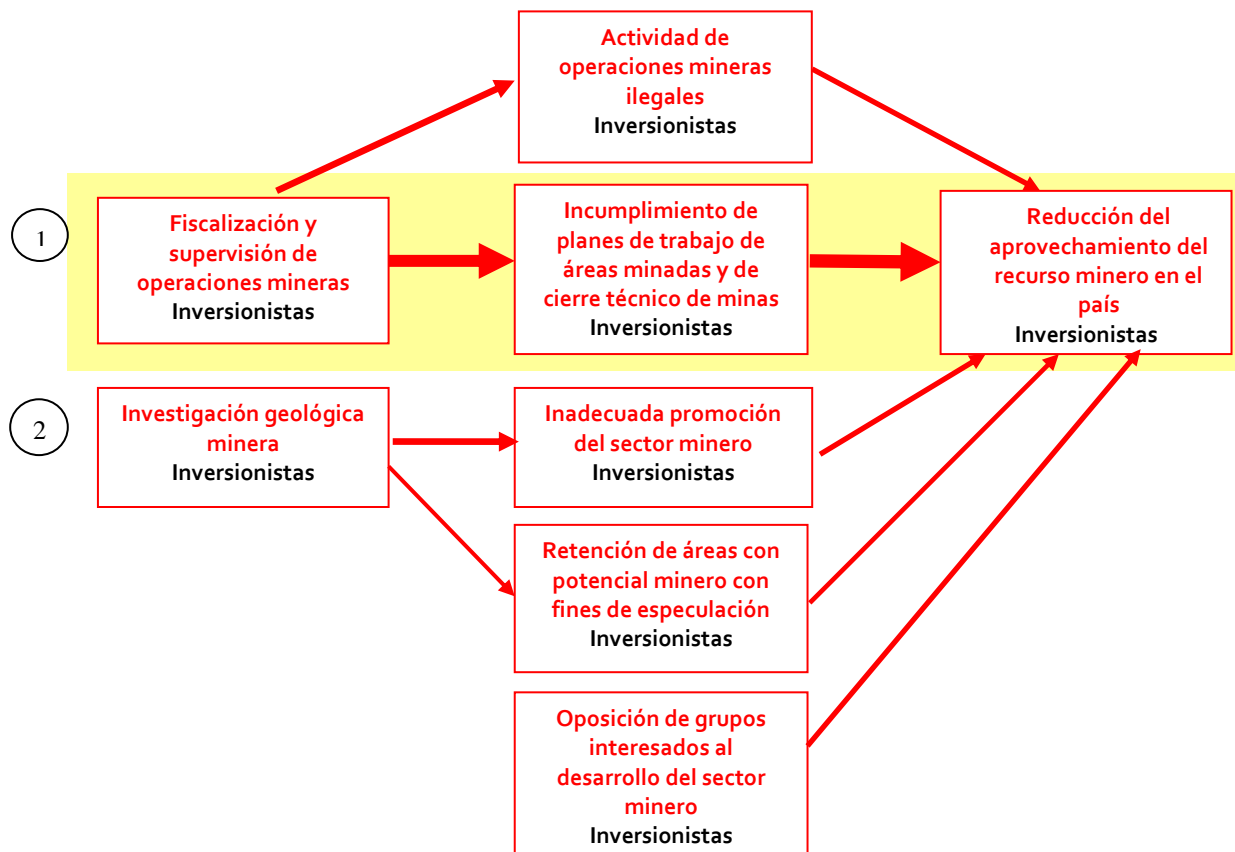 Actividad de
operaciones mineras
ilegales
Inversionistas
1
Fiscalización y
supervisión de
operaciones mineras
Inversionistas
Incumplimiento de
planes de trabajo de
áreas minadas y de
cierre técnico de minas
Inversionistas
Reducción del
aprovechamiento del
recurso minero en el
país
Inversionistas
2
Investigación geológica
minera
Inversionistas
Inadecuada promoción
del sector minero
Inversionistas
Retención de áreas con
potencial minero con
fines de especulación
Inversionistas
Oposición de grupos
interesados al
desarrollo del sector
minero
Inversionistas